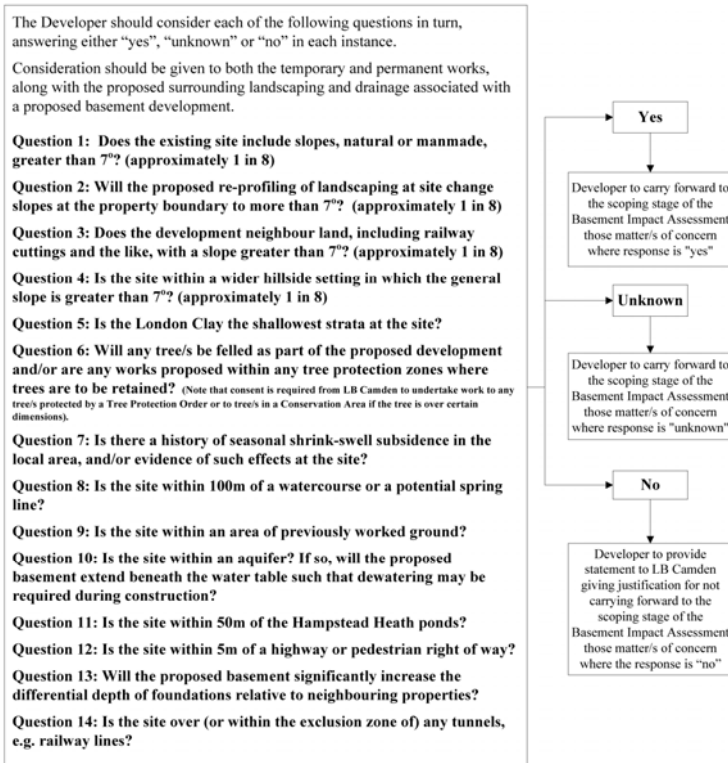 The Developer should consider each of the following questions in turn,
answering either “yes”, “unknown” or “no” in each instance.
Consideration should be given to both the temporary and permanent works,
along with the proposed surrounding landscaping and drainage associated with
a proposed basement development.
Question 1: Does the existing site include slopes, natural or manmade,
greater than 7°? (approximately 1 in 8)
Question 2: Will the proposed re-profiling of landscaping at site change
slopes at the property boundary to more than 7°? (approximately 1 in 8)
Question 3: Does the development neighbour land, including railway
cuttings and the like, with a slope greater than 7°? (approximately 1 in 8)
Question 4: Is the site within a wider hillside setting in which the general
slope is greater than 7°? (approximately 1 in 8)
Question 5: Is the London Clay the shallowest strata at the site?
Question 6: Will any tree/s be felled as part of the proposed development
and/or are any works proposed within any tree protection zones where
trees are to be retained? (Note that consent is required from LB Camden to undertake work to any
tree/s protected by a Tree Protection Order or to tree/s in a Conservation Area if the tree is over certain
dimensions).
Question 7: Is there a history of seasonal shrink-swell subsidence in the
local area, and/or evidence of such effects at the site?
Question 8: Is the site within 100m of a watercourse or a potential spring
line?
Question 9: Is the site within an area of previously worked ground?
Question 10: Is the site within an aquifer? If so, will the proposed
basement extend beneath the water table such that dewatering may be
required during construction?
Question 11: Is the site within 50m of the Hampstead Heath ponds?
Question 12: Is the site within 5m of a highway or pedestrian right of way?
Question 13: Will the proposed basement significantly increase the
differential depth of foundations relative to neighbouring properties?
Question 14: Is the site over (or within the exclusion zone of) any tunnels,
e.g. railway lines?
Yes
Developer to carry forward to
the scoping stage of the
Basement Impact Assessment
those matter/s of concern
where response is "yes"
Unknown
Developer to carry forward to
the scoping stage of the
Basement Impact Assessment
those matter/s of concern
where response is "unknown"
No
Developer to provide
statement to LB Camden
giving justification for not
carrying forward to the
scoping stage of the
Basement Impact Assessment
those matter/s of concern
where the response is “no”